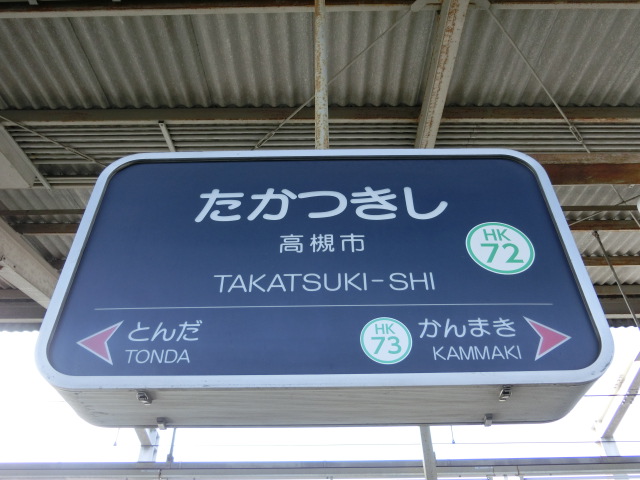 たかつきし
高槻市
HK
72
TAKATSUKI-SHI
とんだ
TONDA
HK
73
かんまき
KAMMAKI